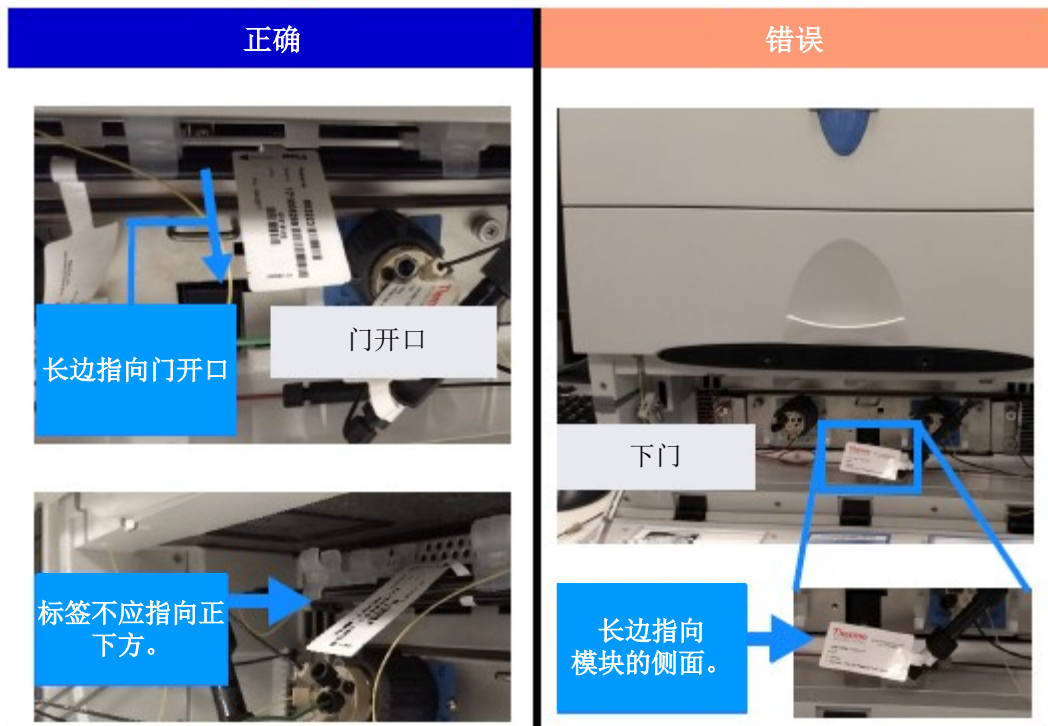 正确
错误
长边指向门开口
门开口
标签不应指向正
下方。
下门
长边指向
模块的侧面。
Thermo